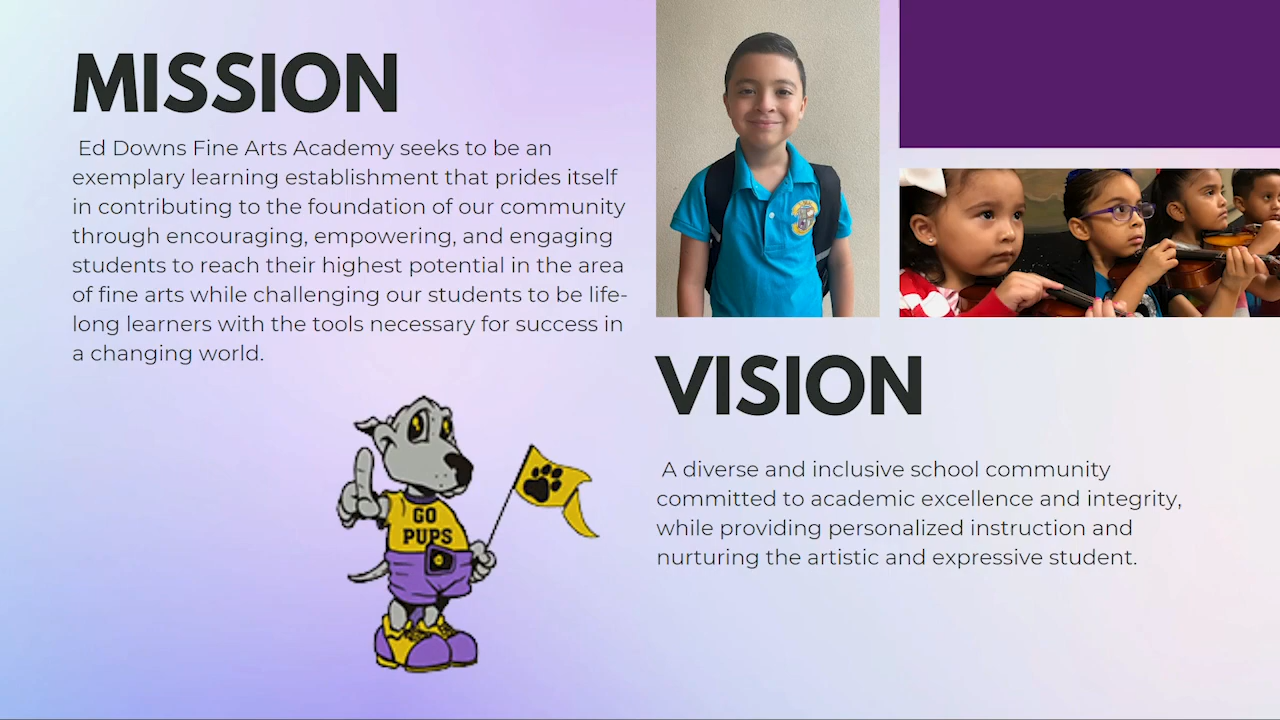 MISSION
Ed Downs Fine Arts Academy seeks to be an
exemplary learning establishment that prides itself
in contributing to the foundation of our community
through encouraging, empowering, and engaging
students to reach their highest potential in the area
of fine arts while challenging our students to be life-
long learners with the tools necessary for success in
a changing world.
GO
PUPS
VISION
A diverse and inclusive school community
committed to academic excellence and integrity,
while providing personalized instruction and
nurturing the artistic and expressive student.